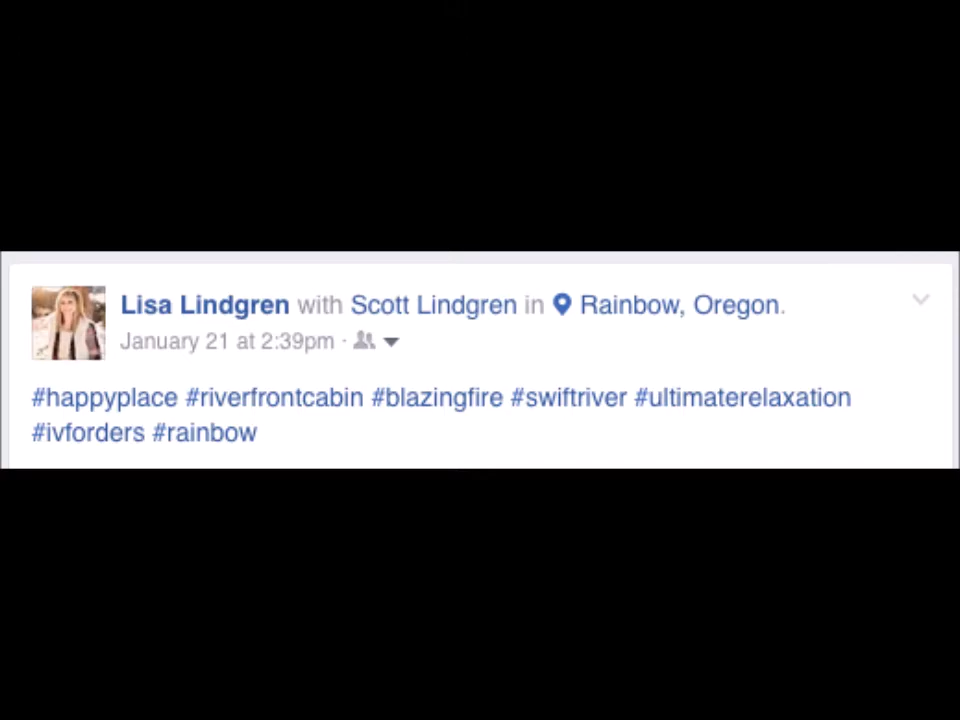 Lisa Lindgren with Scott Lindgren in Rainbow, Oregon.
January 21 at 2:39pm ·
#happyplace #riverfrontcabin #blazingfire #swiftriver #ultimaterelaxation
#ivforders #rainbow